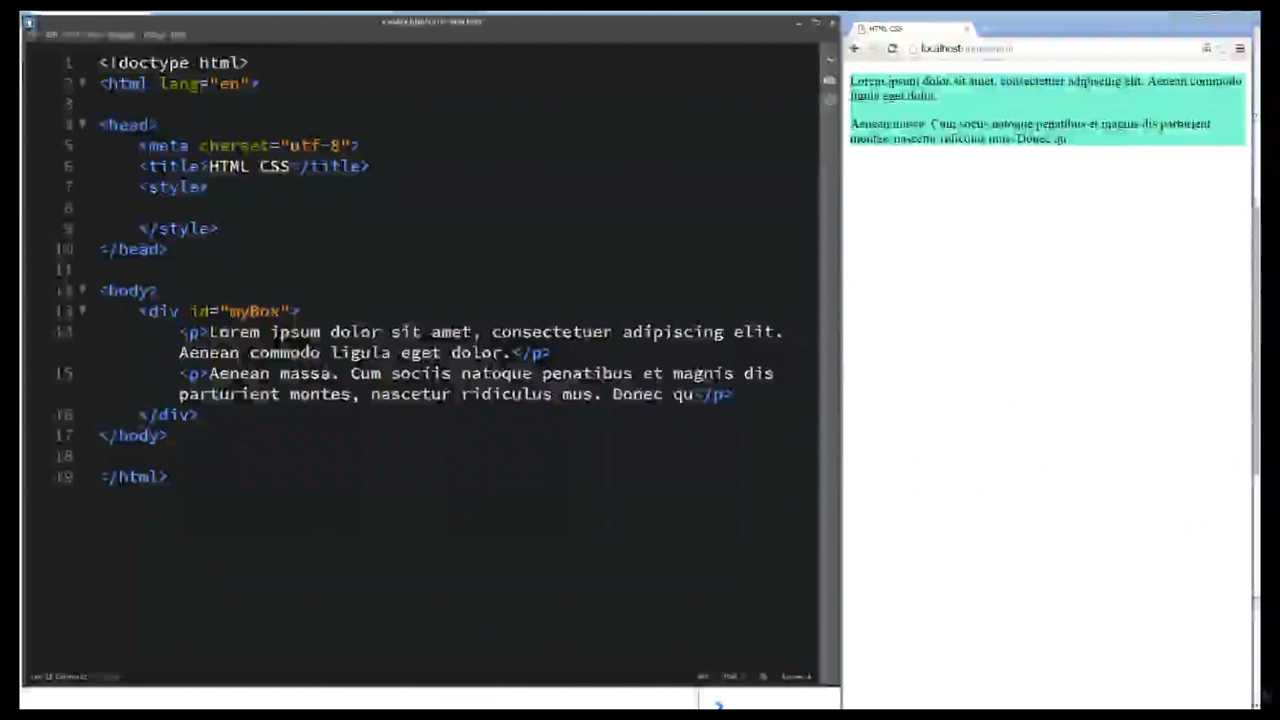 1 <!doctype html>
2 <html lang="en">
3
4 <head>
5 <meta charset="utf-8">
6 <title>HTML CSS</title>
7 <style>
8
9 </style>
10 </head>
11
12 <body>
13 <div id="myBox">
14 <p>Lorem ipsum dolor sit amet, consectetuer adipiscing elit.
Aenean commodo ligula eget dolor.</p>
15 <p>Aenean massa. Cum sociis natoque penatibus et magnis dis
parturient montes, nascetur ridiculus mus. Donec qu</p>
16 </div>
17 </body>
18
19 </html>
HTML CSS
localhost
Lorem ipsum dolor sit amet, consectetuer adipiscing elit. Aenean commodo
ligula eget dolor.
Aenean massa. Cum sociis natoque penatibus et magnis dis parturient
montes, nascetur ridiculus mus. Donec qu